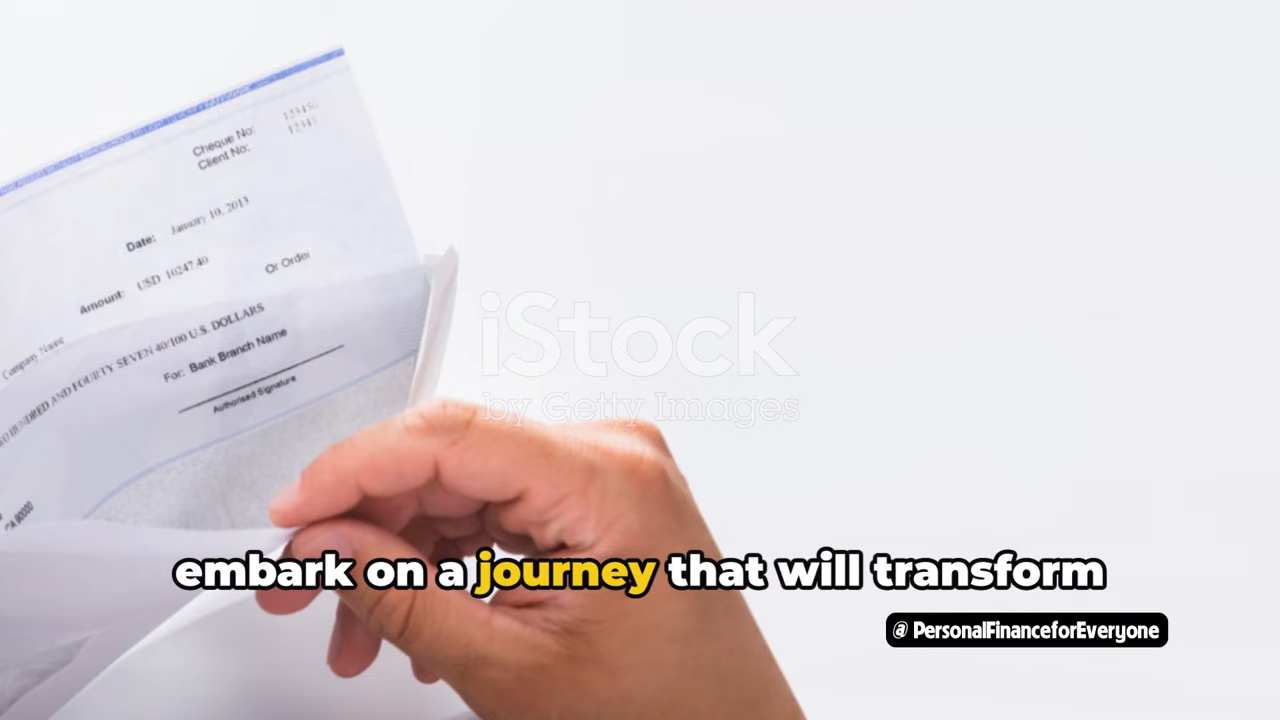 Cheque No:
Client No:
Date: January 10, 2013
Amount: USD 10247.40
Or Order
Company Name
HUNDRED AND FOURTY SEVEN 40/100 U.S. DOLLARS
For: Bank Branch Name
Authorised Signature
iStock
by Getty Images
embark on a journey that will transform
@ PersonalFinanceforEveryone